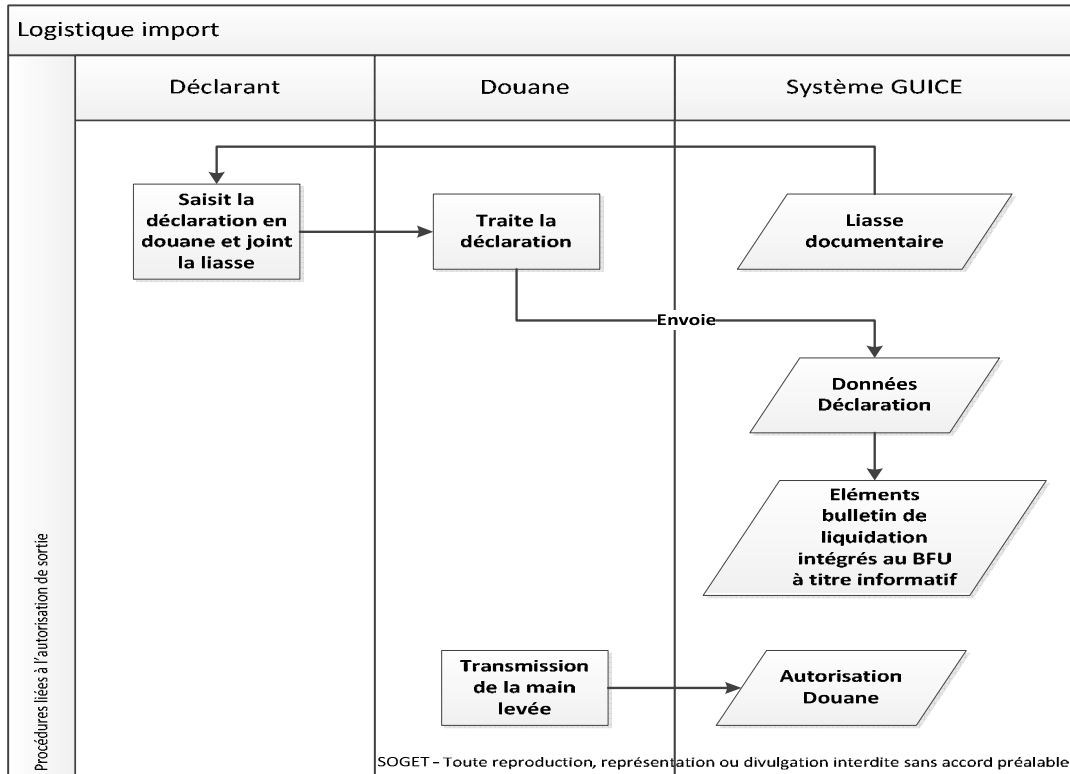 Logistique import
Déclarant
Douane
Système GUICE
Saisit la
déclaration en
douane et joint
la liasse
Traite la
déclaration
Liasse
documentaire
Envoie
Données
Déclaration
Eléments
bulletin de
liquidation
intégrés au BFU
à titre informatif
Transmission
de la main
levée
Autorisation
Douane
Procédures liées à l'autorisation de sortie
SOGET – Toute reproduction, représentation ou divulgation interdite sans accord préalable